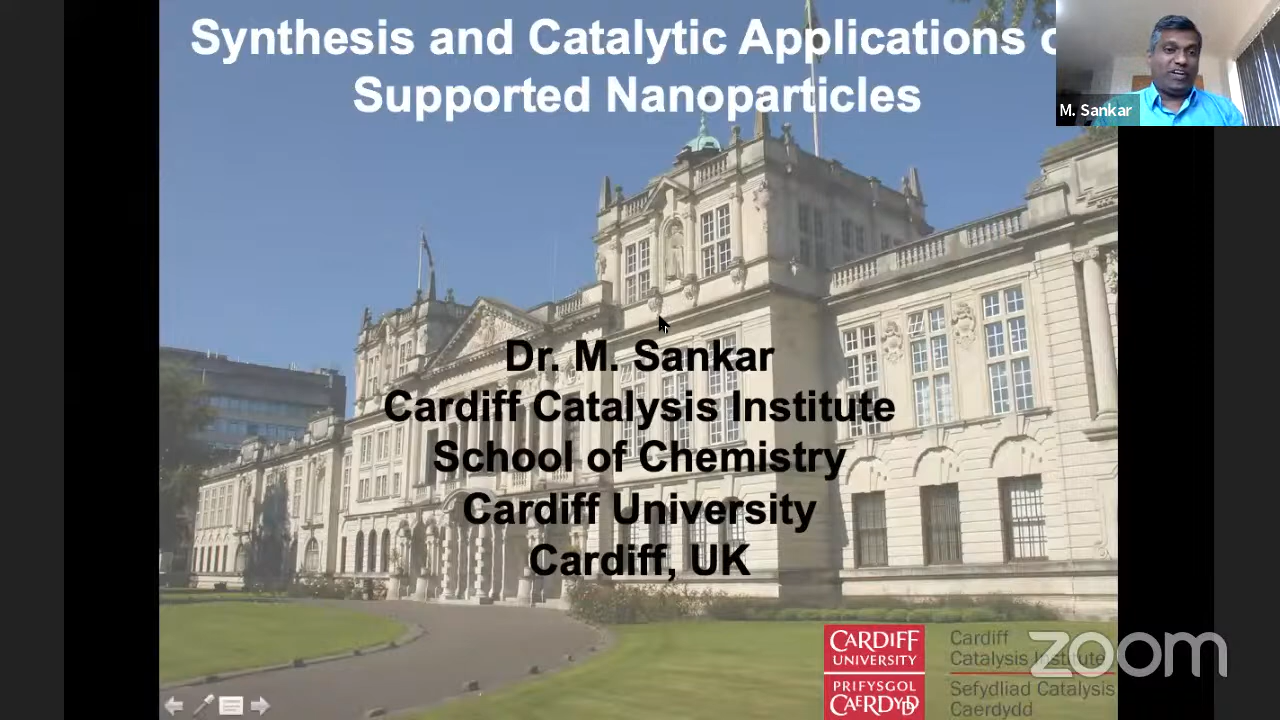 Synthesis and Catalytic Applications
Supported Nanoparticles
M. Sankar
Dr. M. Sankar
Cardiff Catalysis Institute
School of Chemistry
Cardiff University
Cardiff, UK
CARDIFF
UNIVERSITY
PRIFYSGOL
CAERDYDD
Cardiff
Catalysis Institute
Sefydliad Catalysis
Caerdydd
zoom